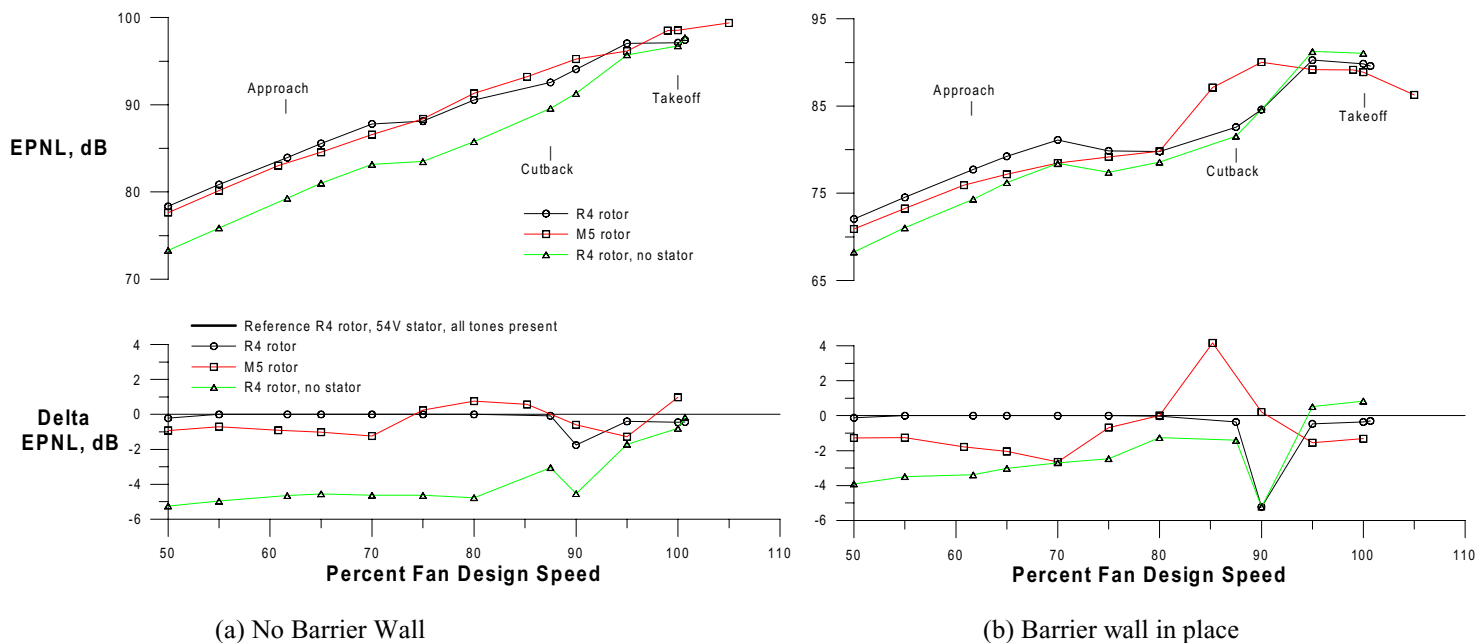 100
90
80
70
EPNL, dB
Approach
Takeoff
Cutback
R4 rotor
M5 rotor
R4 rotor, no stator
95
85
75
65
Approach
Takeoff
Cutback
Reference R4 rotor, 54V stator, all tones present
R4 rotor
M5 rotor
R4 rotor, no stator
4
2
0
-2
-4
-6
Delta
EPNL, dB
50 60 70 80 90 100 110
Percent Fan Design Speed
4
2
0
-2
-4
-6
50 60 70 80 90 100 110
Percent Fan Design Speed
(a) No Barrier Wall
(b) Barrier wall in place